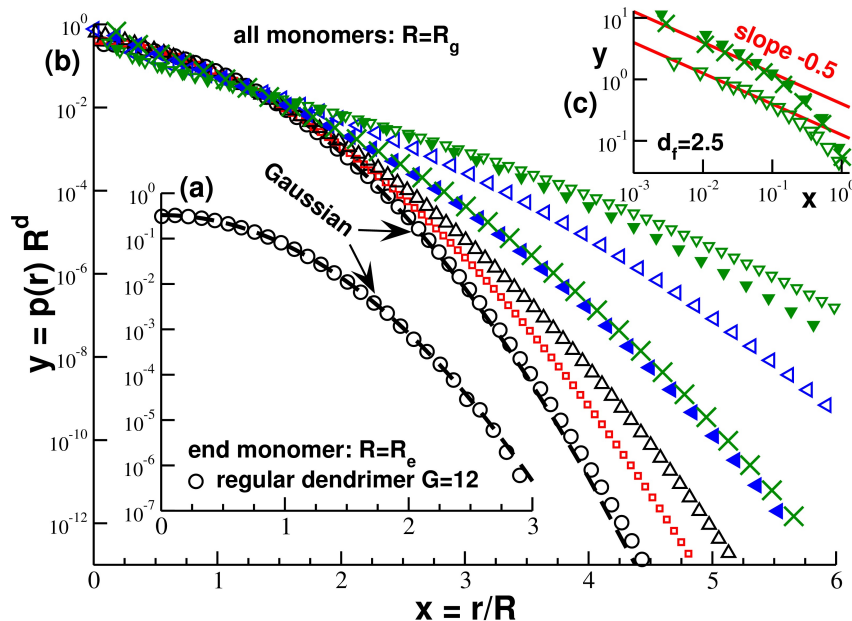 (b)
all monomers: R=R_g
10^0
10^-2
10^-4
10^-6
10^-8
10^-10
10^-12
y = p(r) R^d
0 1 2 3 4 5 6
x = r/R
(a)
Gaussian
10^0
10^-1
10^-2
10^-3
10^-4
10^-5
10^-6
10^-7
end monomer: R=R_e
regular dendrimer G=12
0 1 2 3
(c)
y
10^1
10^0
10^-1
slope -0.5
d_f=2.5
10^-3 10^-2 10^-1 10^0
x